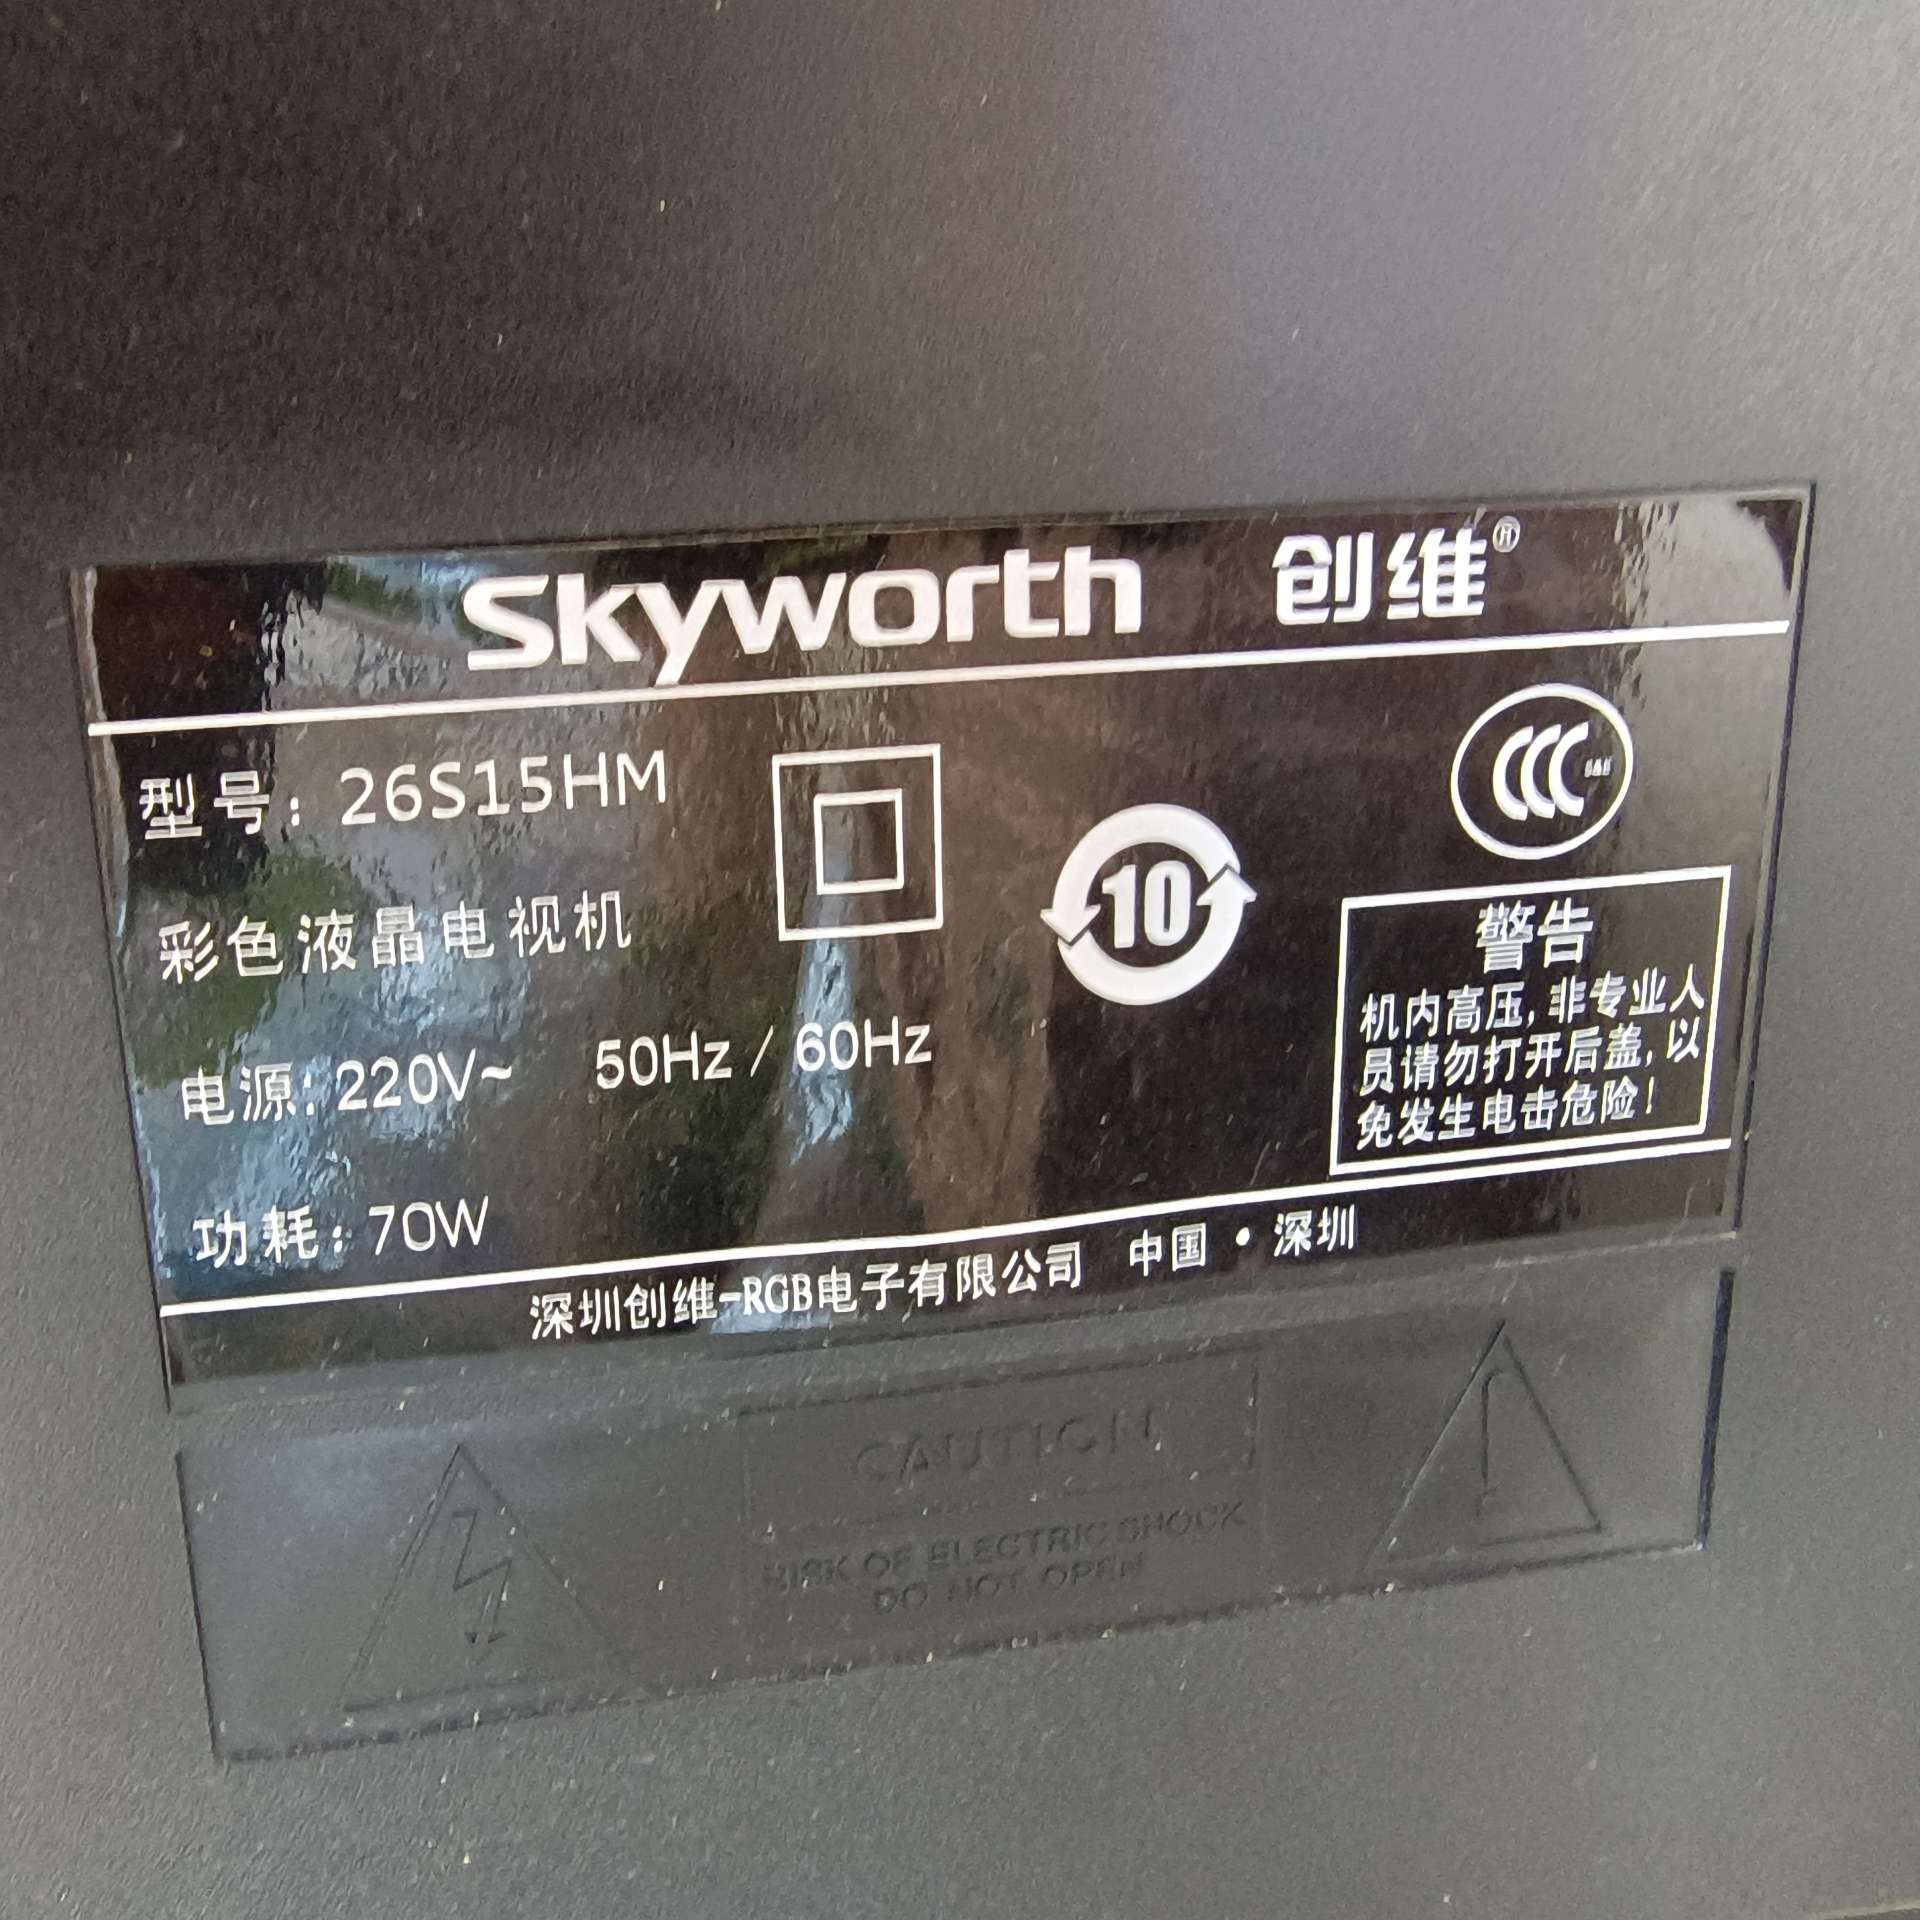 Skyworth 创维®
型号: 26S15HM
彩色液晶电视机
电源: 220V~ 50Hz / 60Hz
功耗: 70W
10
CCC
警告
机内高压,非专业人
员请勿打开后盖,以
免发生电击危险!
深圳创维-RGB电子有限公司 中国·深圳
CAUTION
RISK OF ELECTRIC SHOCK
DO NOT OPEN